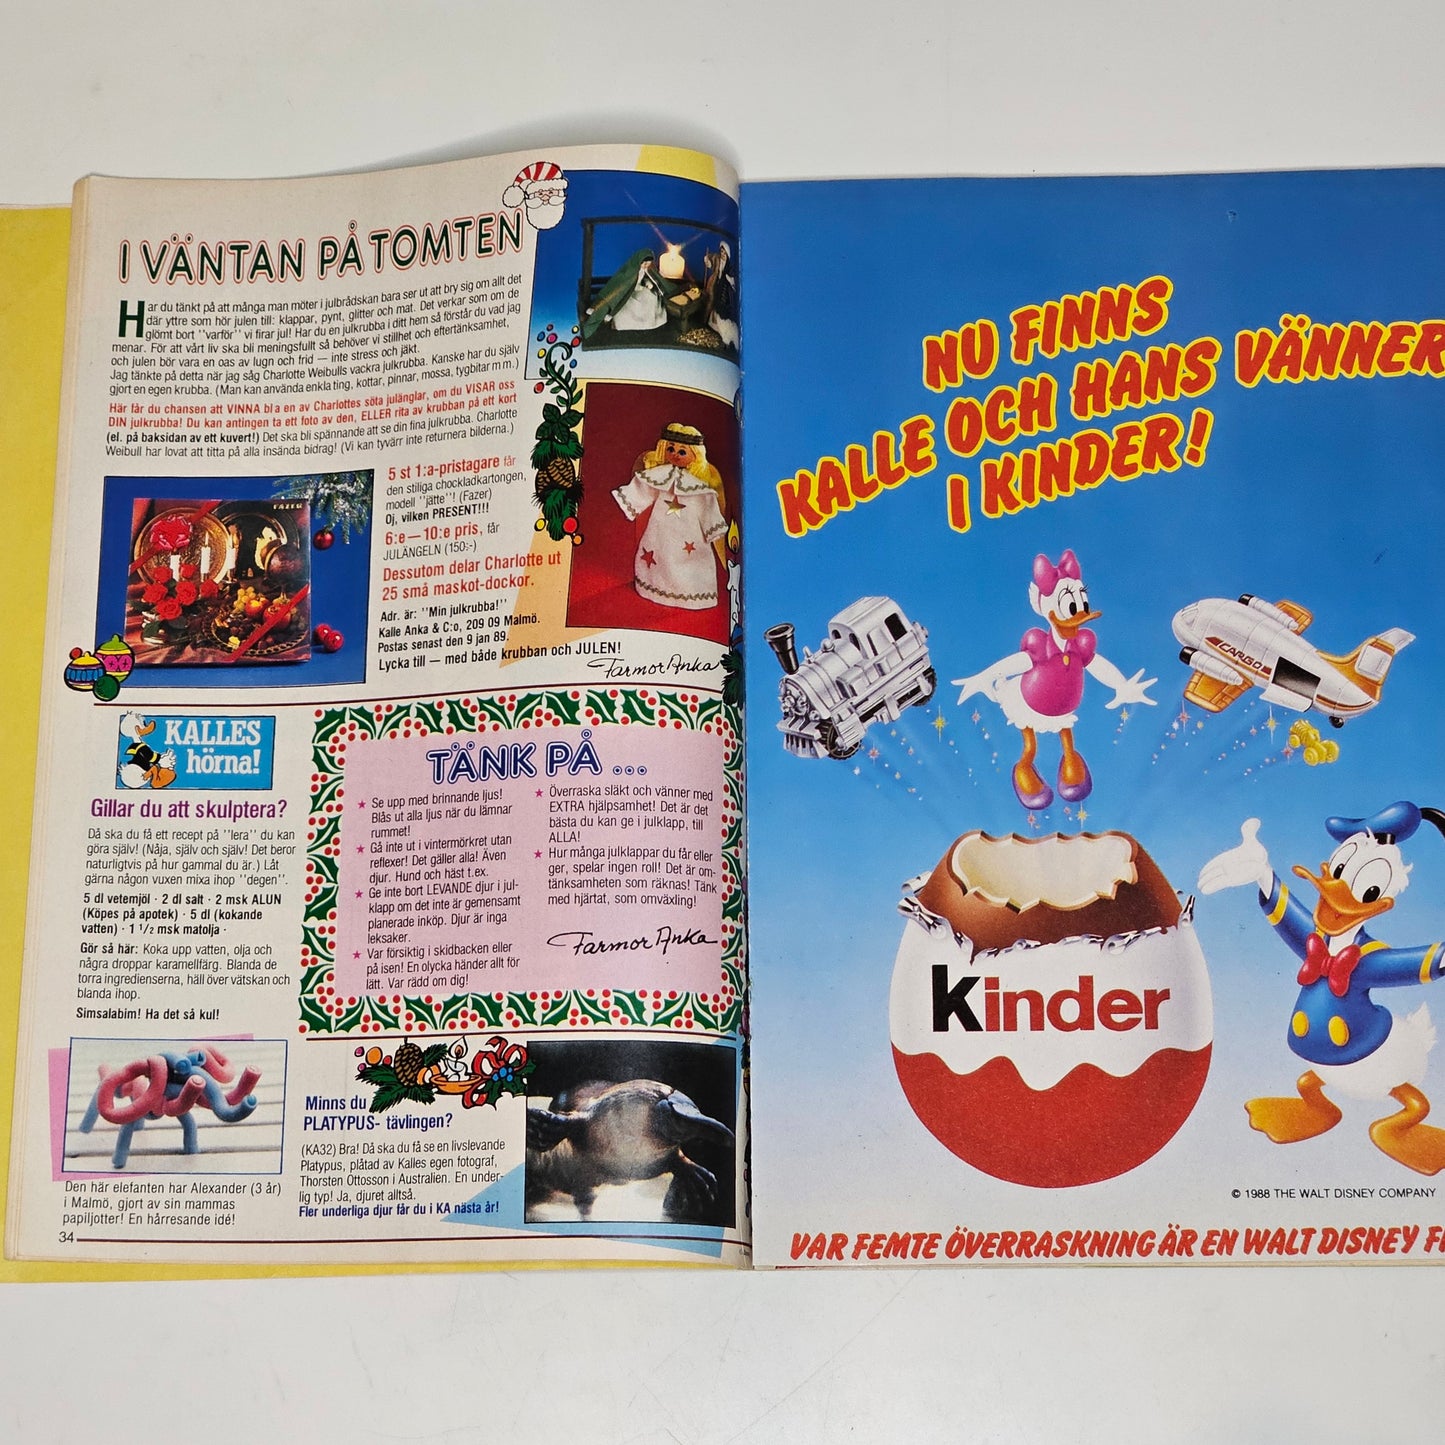 I VÄNTAN PÅ TOMTEN
Har du tänkt på att många man möter i julbrådskan bara ser ut att bry sig om allt det
där yttre som hör julen till: klappar, pynt, glitter och mat. Det verkar som om de
glömt bort ''varför'' vi firar jul! Har du en julkrubba i ditt hem så förstår du vad jag
menar. För att vårt liv ska bli meningsfullt så behöver vi stillhet och eftertänksamhet,
och julen bör vara en oas av lugn och frid — inte stress och jäkt.
Jag tänkte på detta när jag såg Charlotte Weibulls vackra julkrubba. Kanske har du själv
gjort en egen krubba. (Man kan använda enkla ting, kottar, pinnar, mossa, tygbitar m m.)
Här får du chansen att VINNA bl a en av Charlottes söta julänglar, om du VISAR oss
DIN julkrubba! Du kan antingen ta ett foto av den, ELLER rita av krubban på ett kort
(el. på baksidan av ett kuvert!) Det ska bli spännande att se din fina julkrubba. Charlotte
Weibull har lovat att titta på alla insända bidrag! (Vi kan tyvärr inte returnera bilderna.)
FAZER
5 st 1:a-pristagare får
den stiliga chockladkartongen,
modell ''jätte''! (Fazer)
Oj, vilken PRESENT!!!
6:e — 10:e pris, får
JULÄNGELN (150:-)
Dessutom delar Charlotte ut
25 små maskot-dockor.
Adr. är: ''Min julkrubba!''
Kalle Anka & C:o, 209 09 Malmö.
Postas senast den 9 jan 89.
Lycka till — med både krubban och JULEN!
Farmor Anka
KALLES
hörna!
Gillar du att skulptera?
Då ska du få ett recept på ''lera'' du kan
göra själv! (Nåja, själv och själv! Det beror
naturligtvis på hur gammal du är.) Låt
gärna någon vuxen mixa ihop ''degen''.
5 dl vetemjöl · 2 dl salt · 2 msk ALUN
(Köpes på apotek) · 5 dl (kokande
vatten) · 1 1/2 msk matolja ·
Gör så här: Koka upp vatten, olja och
några droppar karamellfärg. Blanda de
torra ingredienserna, häll över vätskan och
blanda ihop.
Simsalabim! Ha det så kul!
Den här elefanten har Alexander (3 år)
i Malmö, gjort av sin mammas
papiljotter! En hårresande idé!
34
TÄNK PÅ ...
★ Se upp med brinnande ljus!
Blås ut alla ljus när du lämnar
rummet!
★ Gå inte ut i vintermörkret utan
reflexer! Det gäller alla! Även
djur. Hund och häst t.ex.
★ Ge inte bort LEVANDE djur i jul-
klapp om det inte är gemensamt
planerade inköp. Djur är inga
leksaker.
★ Var försiktig i skidbacken eller
på isen! En olycka händer allt för
lätt. Var rädd om dig!
★ Överraska släkt och vänner med
EXTRA hjälpsamhet! Det är det
bästa du kan ge i julklapp, till
ALLA!
★ Hur många julklappar du får eller
ger, spelar ingen roll! Det är om-
tänksamheten som räknas! Tänk
med hjärtat, som omväxling!
Farmor Anka
Minns du
PLATYPUS- tävlingen?
(KA32) Bra! Då ska du få se en livslevande
Platypus, plåtad av Kalles egen fotograf,
Thorsten Ottosson i Australien. En under-
lig typ! Ja, djuret alltså.
Fler underliga djur får du i KA nästa år!
NU FINNS
KALLE OCH HANS VÄNNER
I KINDER!
CARGO
Kinder
© 1988 THE WALT DISNEY COMPANY
VAR FEMTE ÖVERRASKNING ÄR EN WALT DISNEY